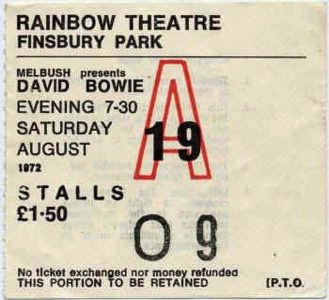 RAINBOW THEATRE
FINSBURY PARK
MELBUSH presents
DAVID BOWIE
EVENING 7-30
SATURDAY
AUGUST
1972
A
19
STALLS
£1·50
09
No ticket exchanged nor money refunded
THIS PORTION TO BE RETAINED [P.T.O.